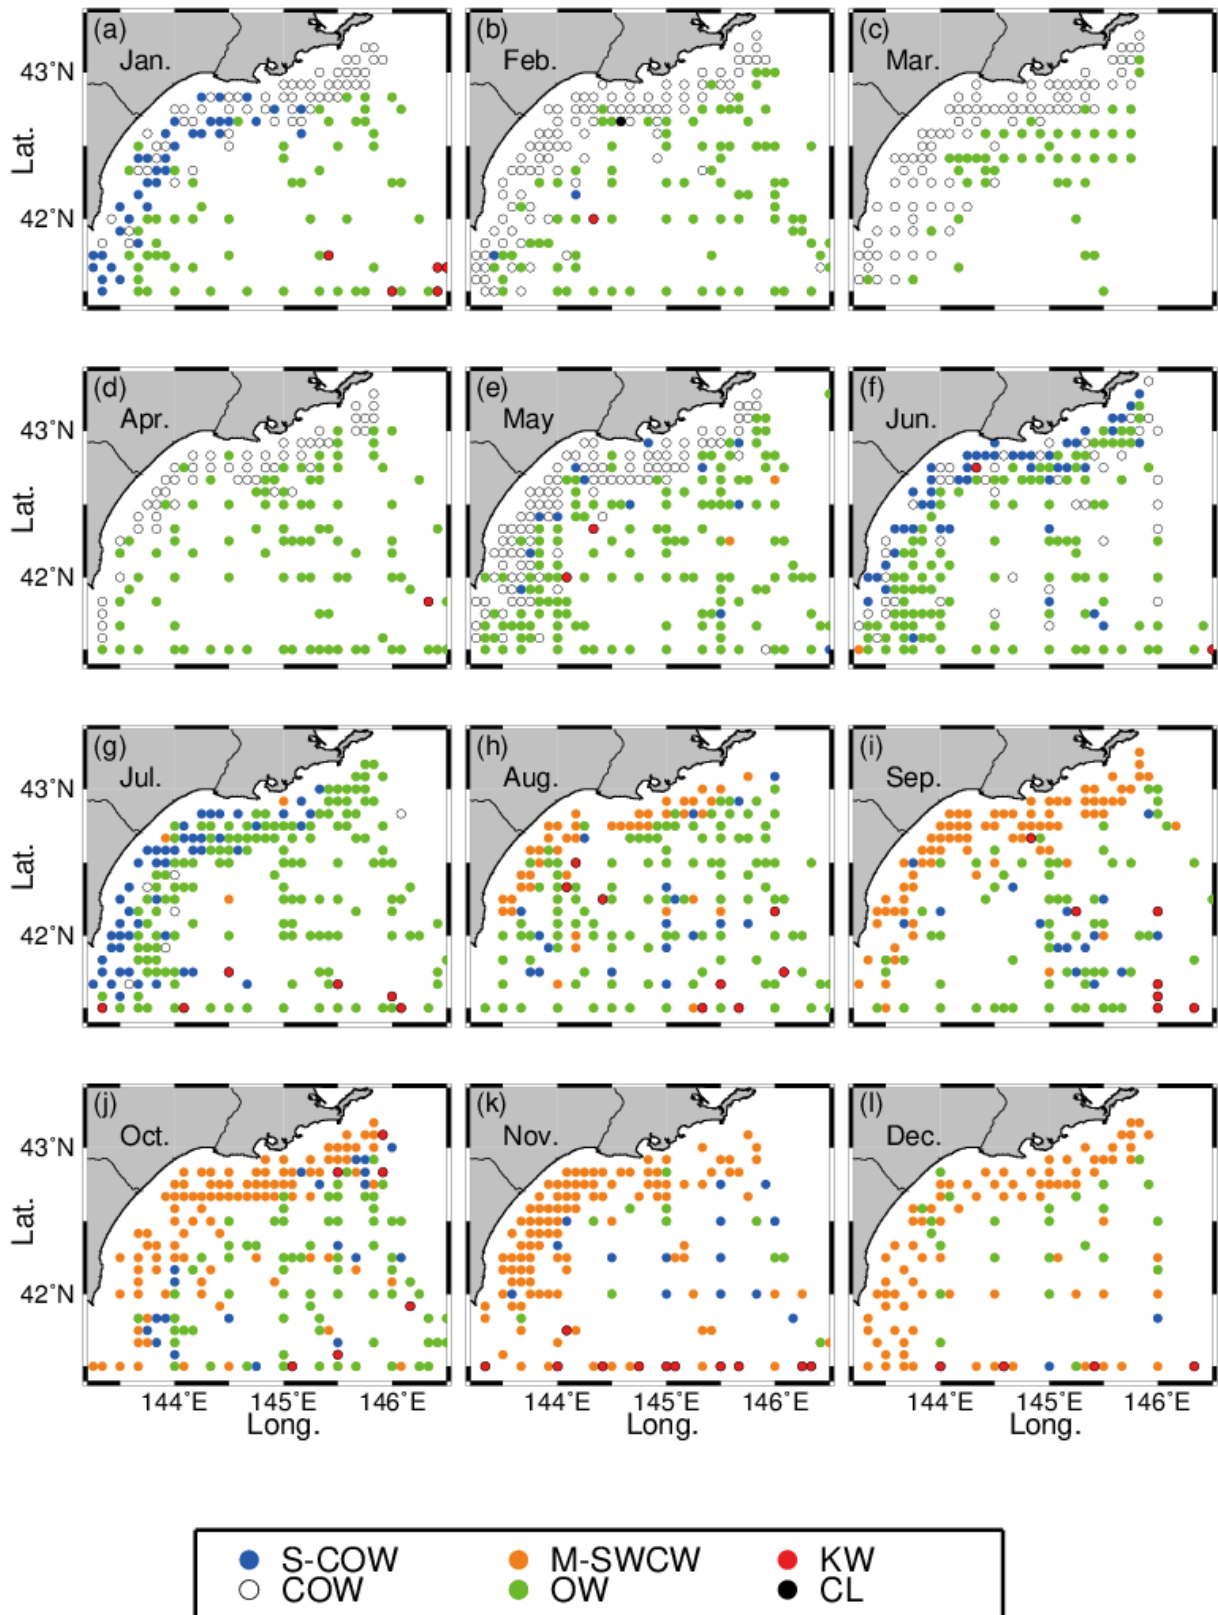 (a) (b) (c)
Jan. Feb. Mar.
43°N
Lat.
42°N
(d) (e) (f)
Apr. May Jun.
43°N
Lat.
42°N
(g) (h) (i)
Jul. Aug. Sep.
43°N
Lat.
42°N
(j) (k) (l)
Oct. Nov. Dec.
43°N
Lat.
42°N
144°E 145°E 146°E 144°E 145°E 146°E 144°E 145°E 146°E
Long. Long. Long.
S-COW M-SWCW KW
COW OW CL